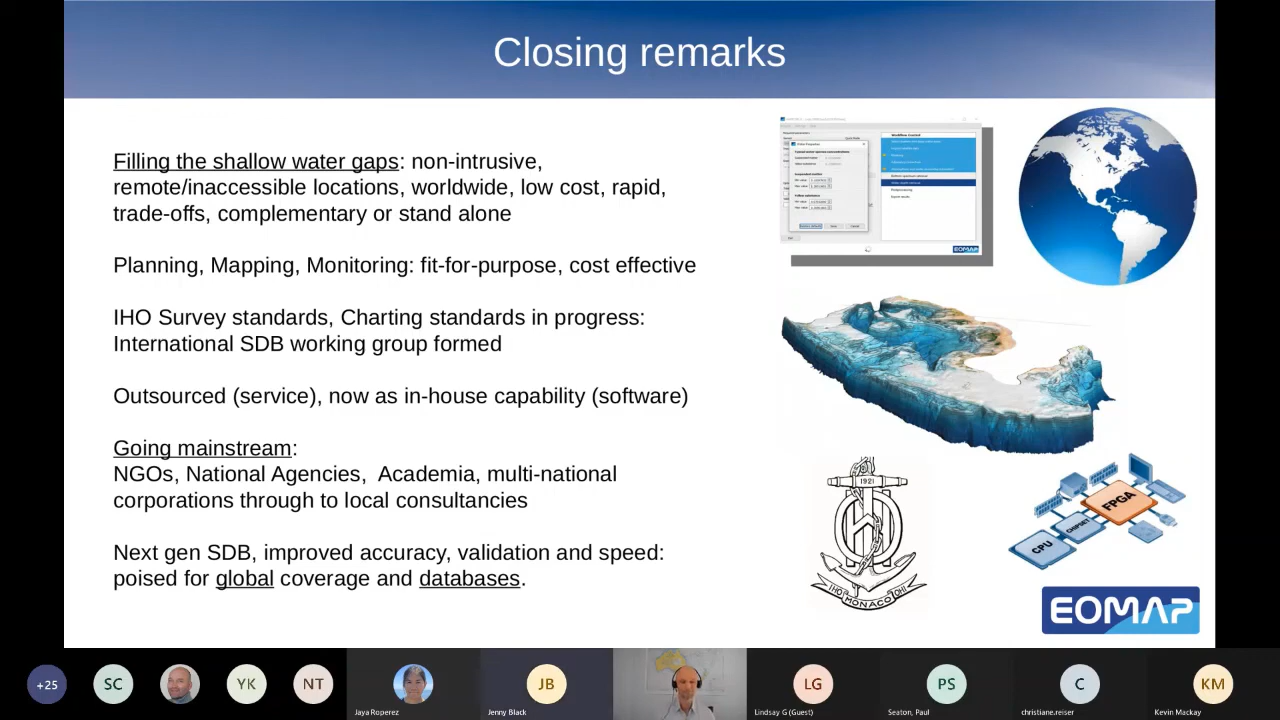 Closing remarks
Filling the shallow water gaps: non-intrusive,
remote/inaccessible locations, worldwide, low cost, rapid,
trade-offs, complementary or stand alone
Planning, Mapping, Monitoring: fit-for-purpose, cost effective
IHO Survey standards, Charting standards in progress:
International SDB working group formed
Outsourced (service), now as in-house capability (software)
Going mainstream:
NGOs, National Agencies,  Academia, multi-national
corporations through to local consultancies
Next gen SDB, improved accuracy, validation and speed:
poised for global coverage and databases.
EOMAP
1921
IHO MONACO OHI
FPGA
CHIPSET
CPU
EOMAP
+25
SC
YK
NT
JB
LG
PS
C
KM
Jaya Roperez
Jenny Black
Lindsay G (Guest)
Seaton, Paul
christiane.reiser
Kevin Mackay